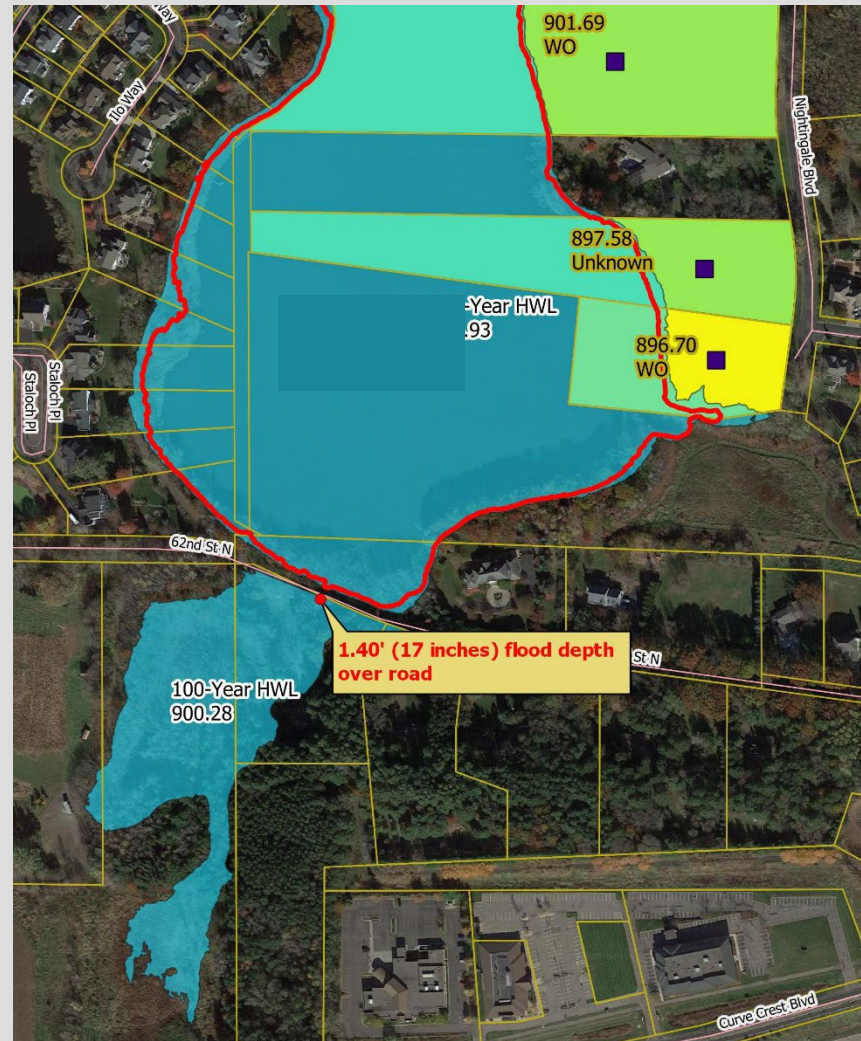 Way
901.69
WO
Ilo Way
Nightingale Blvd
897.58
Unknown
-Year HWL
.93
896.70
WO
Staloch Pl
Staloch Pl
62nd St N
1.40' (17 inches) flood depth
over road
St N
100-Year HWL
900.28
Curve Crest Blvd